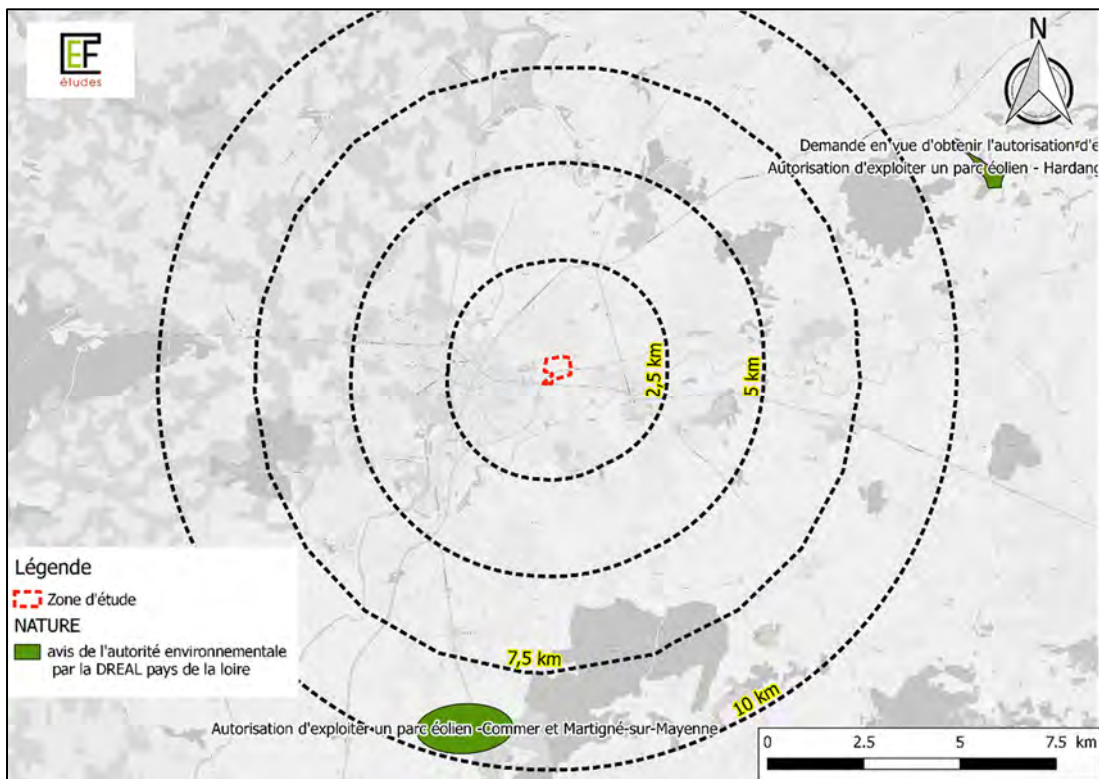 EF
études
N
Demande en vue d'obtenir l'autorisation d'e
Autorisation d'exploiter un parc éolien - Hardang
2,5 km
5 km
7,5 km
10 km
Légende
Zone d'étude
NATURE
avis de l'autorité environnementale
par la DREAL pays de la loire
Autorisation d'exploiter un parc éolien -Commer et Martigné-sur-Mayenne
0 2.5 5 7.5 km